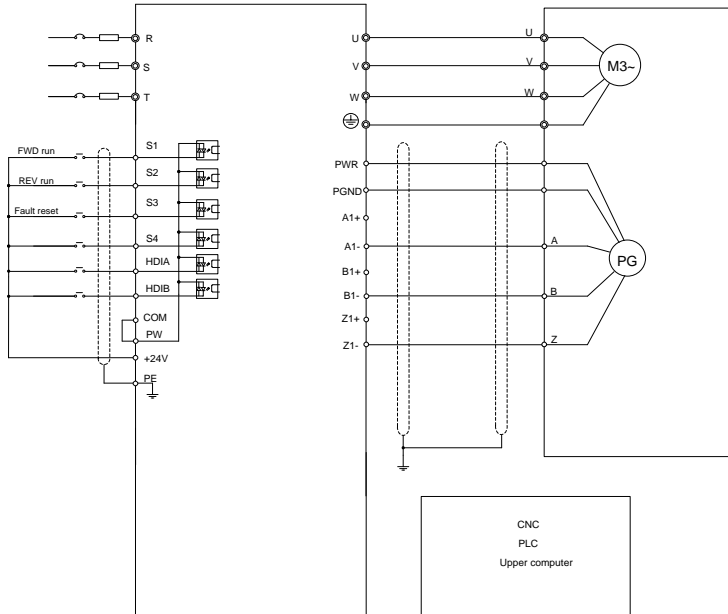 R
S
T
U
V
W
U
V
W
M3~
FWD run
REV run
Fault reset
S1
S2
S3
S4
HDIA
HDIB
COM
PW
+24V
PE
PWR
PGND
A1+
A1-
B1+
B1-
Z1+
Z1-
A
B
Z
PG
CNC
PLC
Upper computer